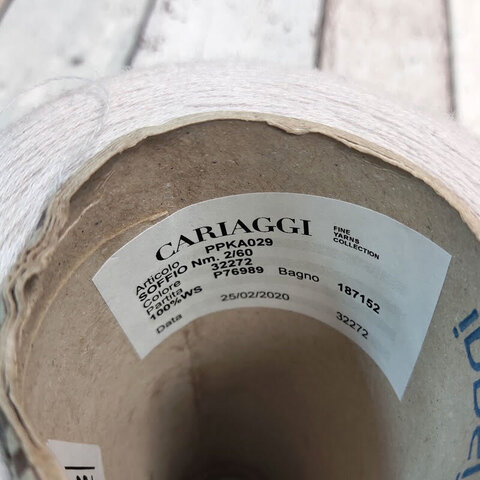 CARIAGGI
FINE
YARNS
COLLECTION
Articolo PPKA029
SOFFIO Nm. 2/60
Colore 32272
Partita P76989 Bagno 187152
100%WS
Data 25/02/2020 32272